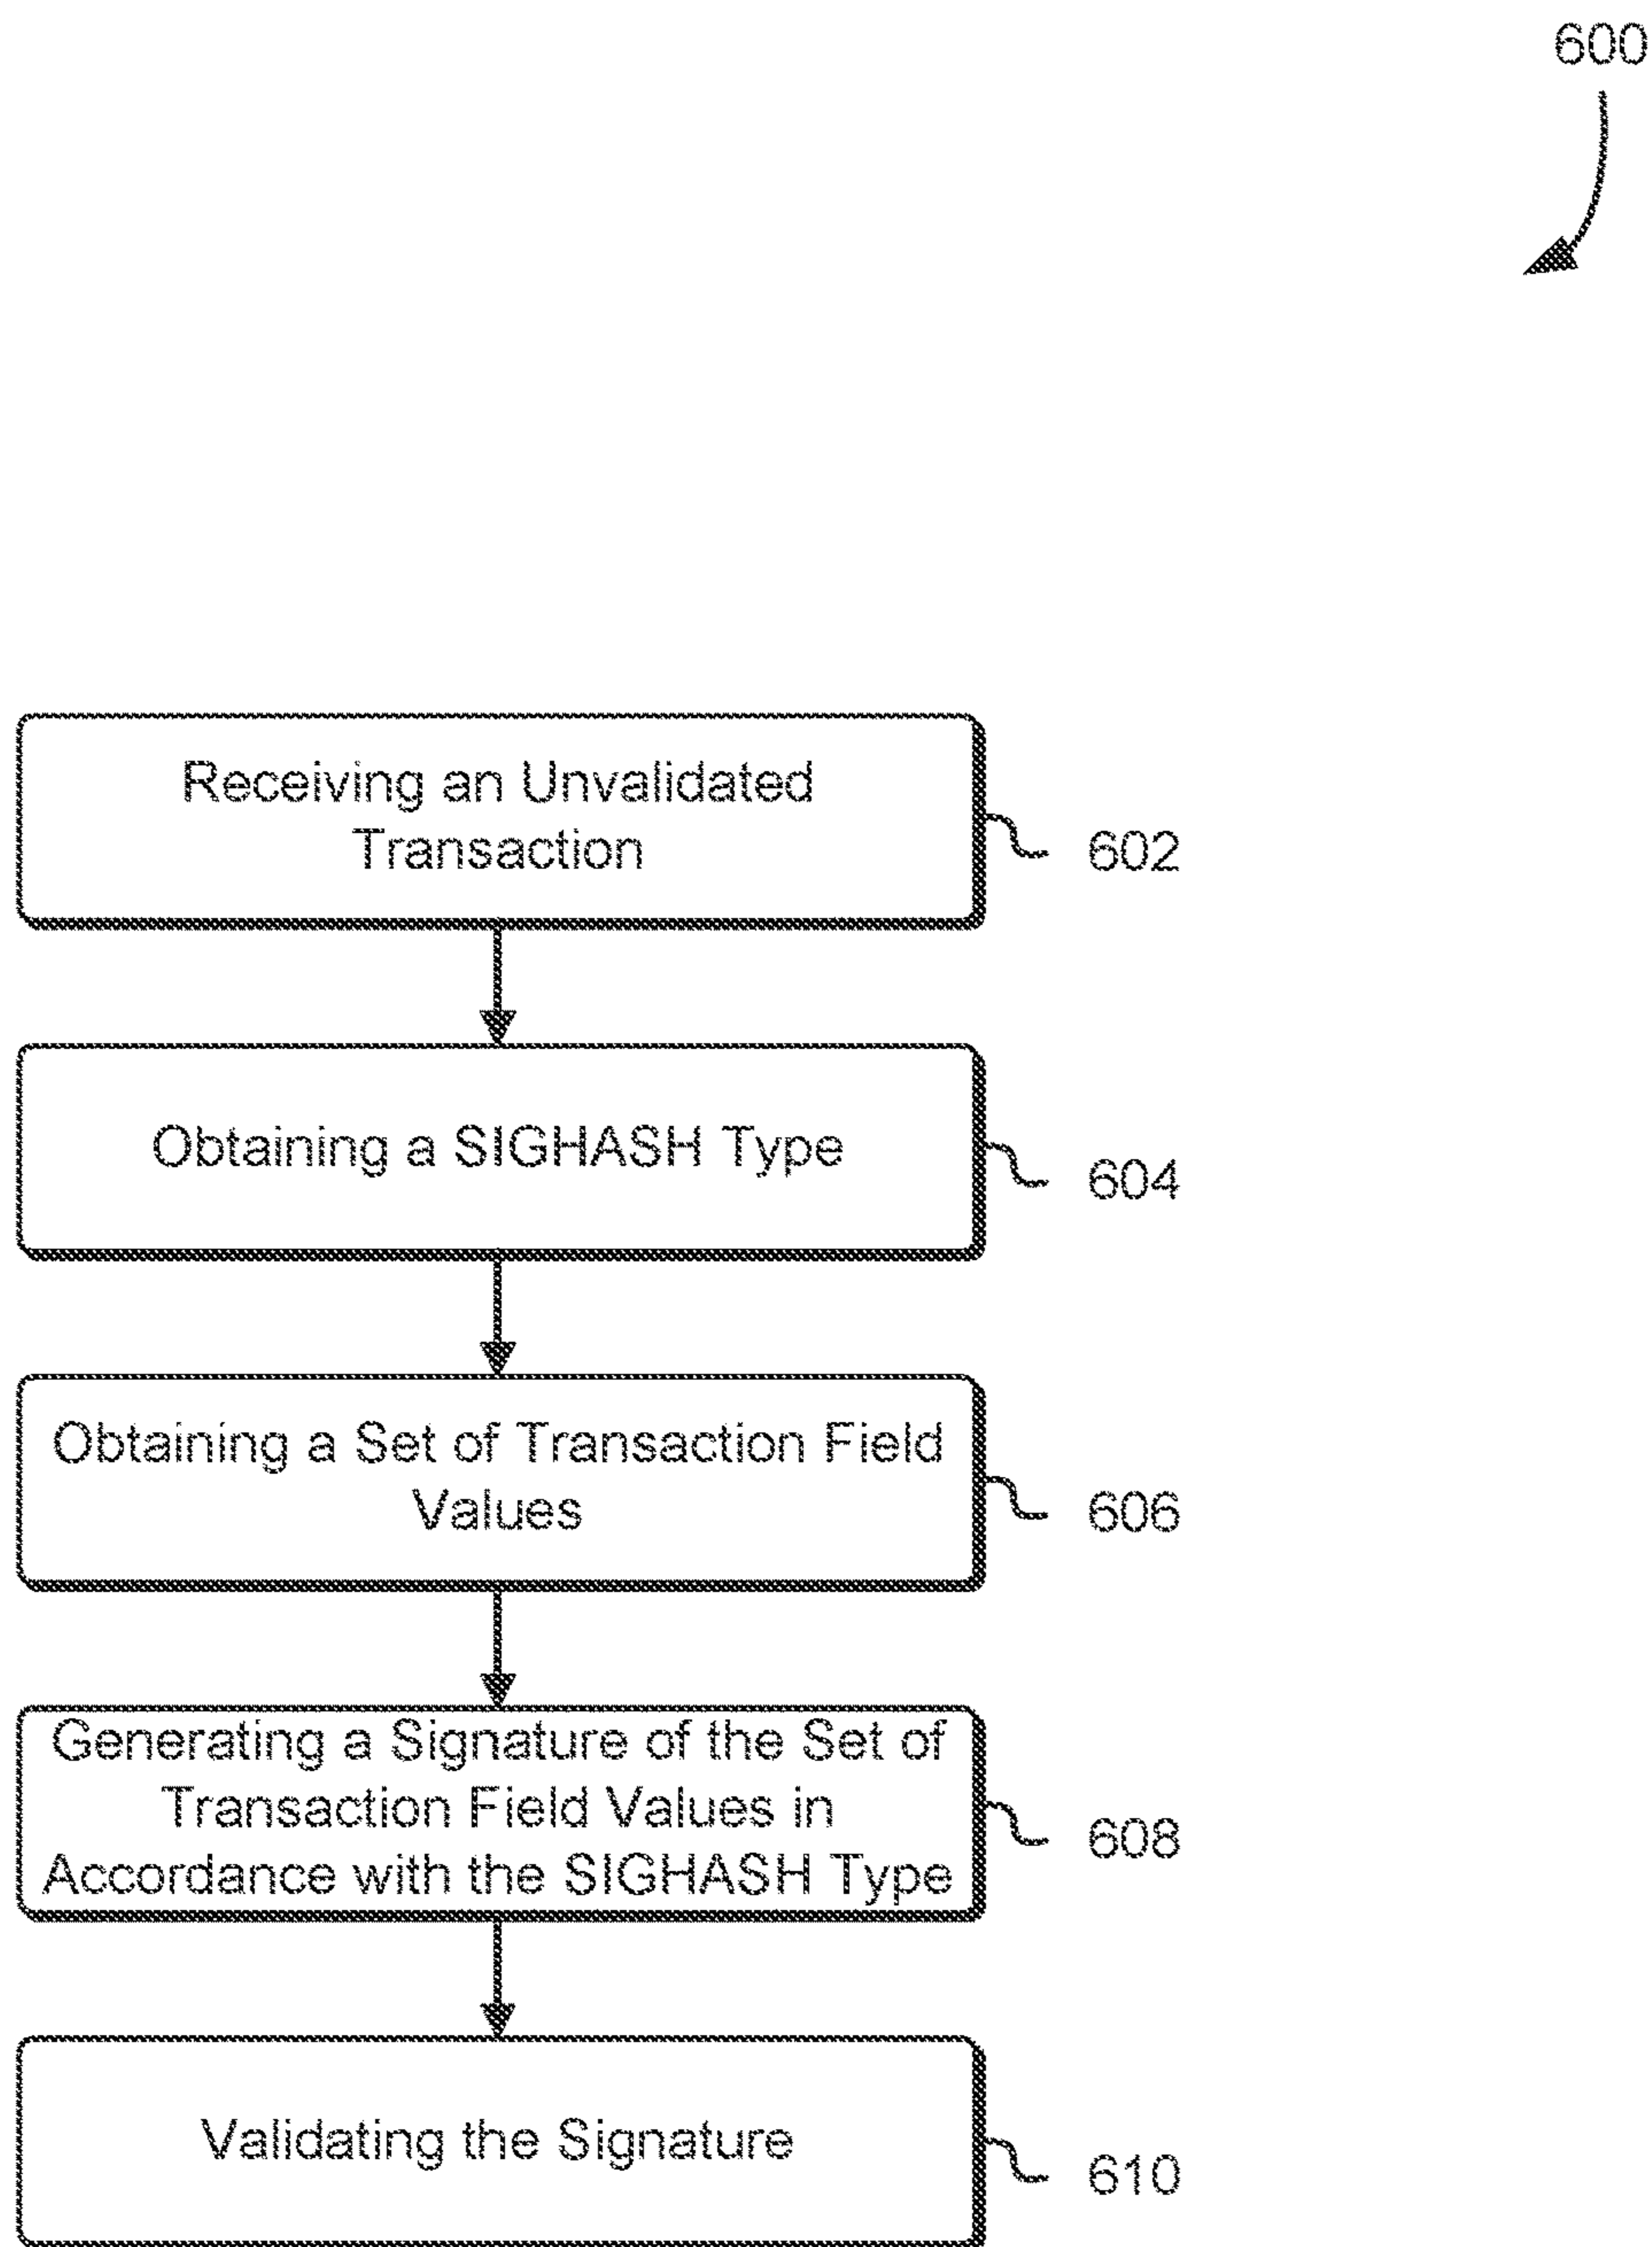 600
Receiving an Unvalidated
Transaction
602
Obtaining a SIGHASH Type
604
Obtaining a Set of Transaction Field
Values
606
Generating a Signature of the Set of
Transaction Field Values in
Accordance with the SIGHASH Type
608
Validating the Signature
610